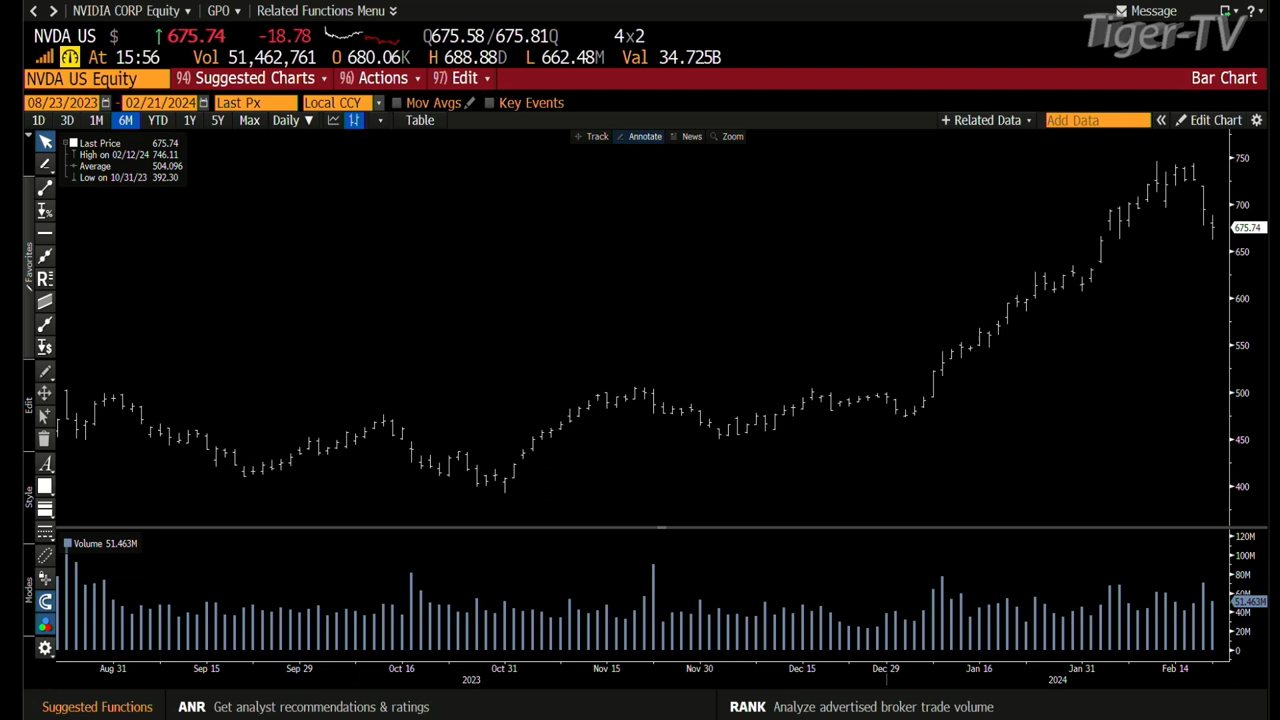 NVIDIA CORP Equity GPO Related Functions Menu Message ?
Tiger-TV
NVDA US $ ↑675.74 -18.78 Q675.58/675.81Q 4x2
At 15:56 Vol 51,462,761 O 680.06K H 688.88D L 662.48M Val 34.725B
NVDA US Equity 94) Suggested Charts 96) Actions 97) Edit Bar Chart
08/23/2023 - 02/21/2024 Last Px Local CCY Mov Avgs Key Events
1D 3D 1M 6M YTD 1Y 5Y Max Daily ▼ Table + Related Data Add Data « Edit Chart
Track Annotate News Zoom
Last Price 675.74
High on 02/12/24 746.11
Average 504.096
Low on 10/31/23 392.30
750
700
675.74
650
600
550
500
450
400
Favorites
Edit
Style
Modes
Volume 51.463M
120M
100M
80M
60M
51.463M
40M
20M
0
Aug 31 Sep 15 Sep 29 Oct 16 Oct 31 Nov 15 Nov 30 Dec 15 Dec 29 Jan 16 Jan 31 Feb 14
2023 2024
Suggested Functions ANR Get analyst recommendations & ratings RANK Analyze advertised broker trade volume